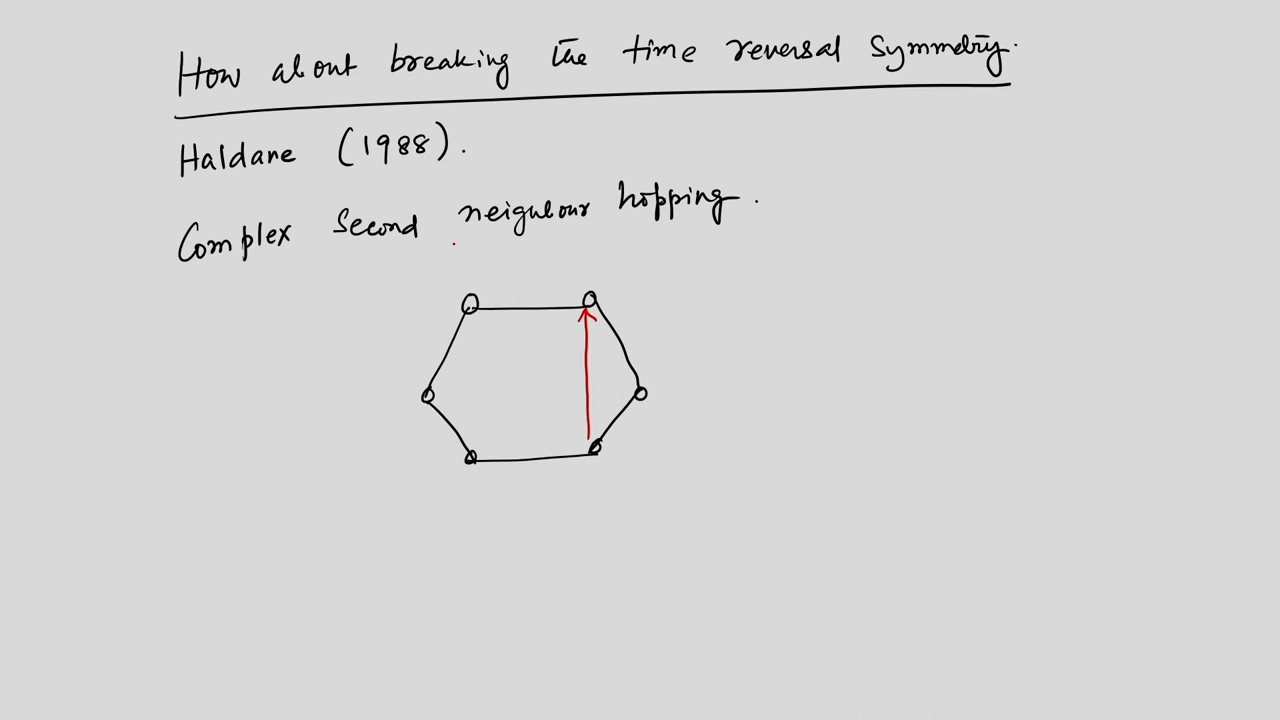 How about breaking the time reversal symmetry.
Haldane (1988).
Complex second neighbour hopping.